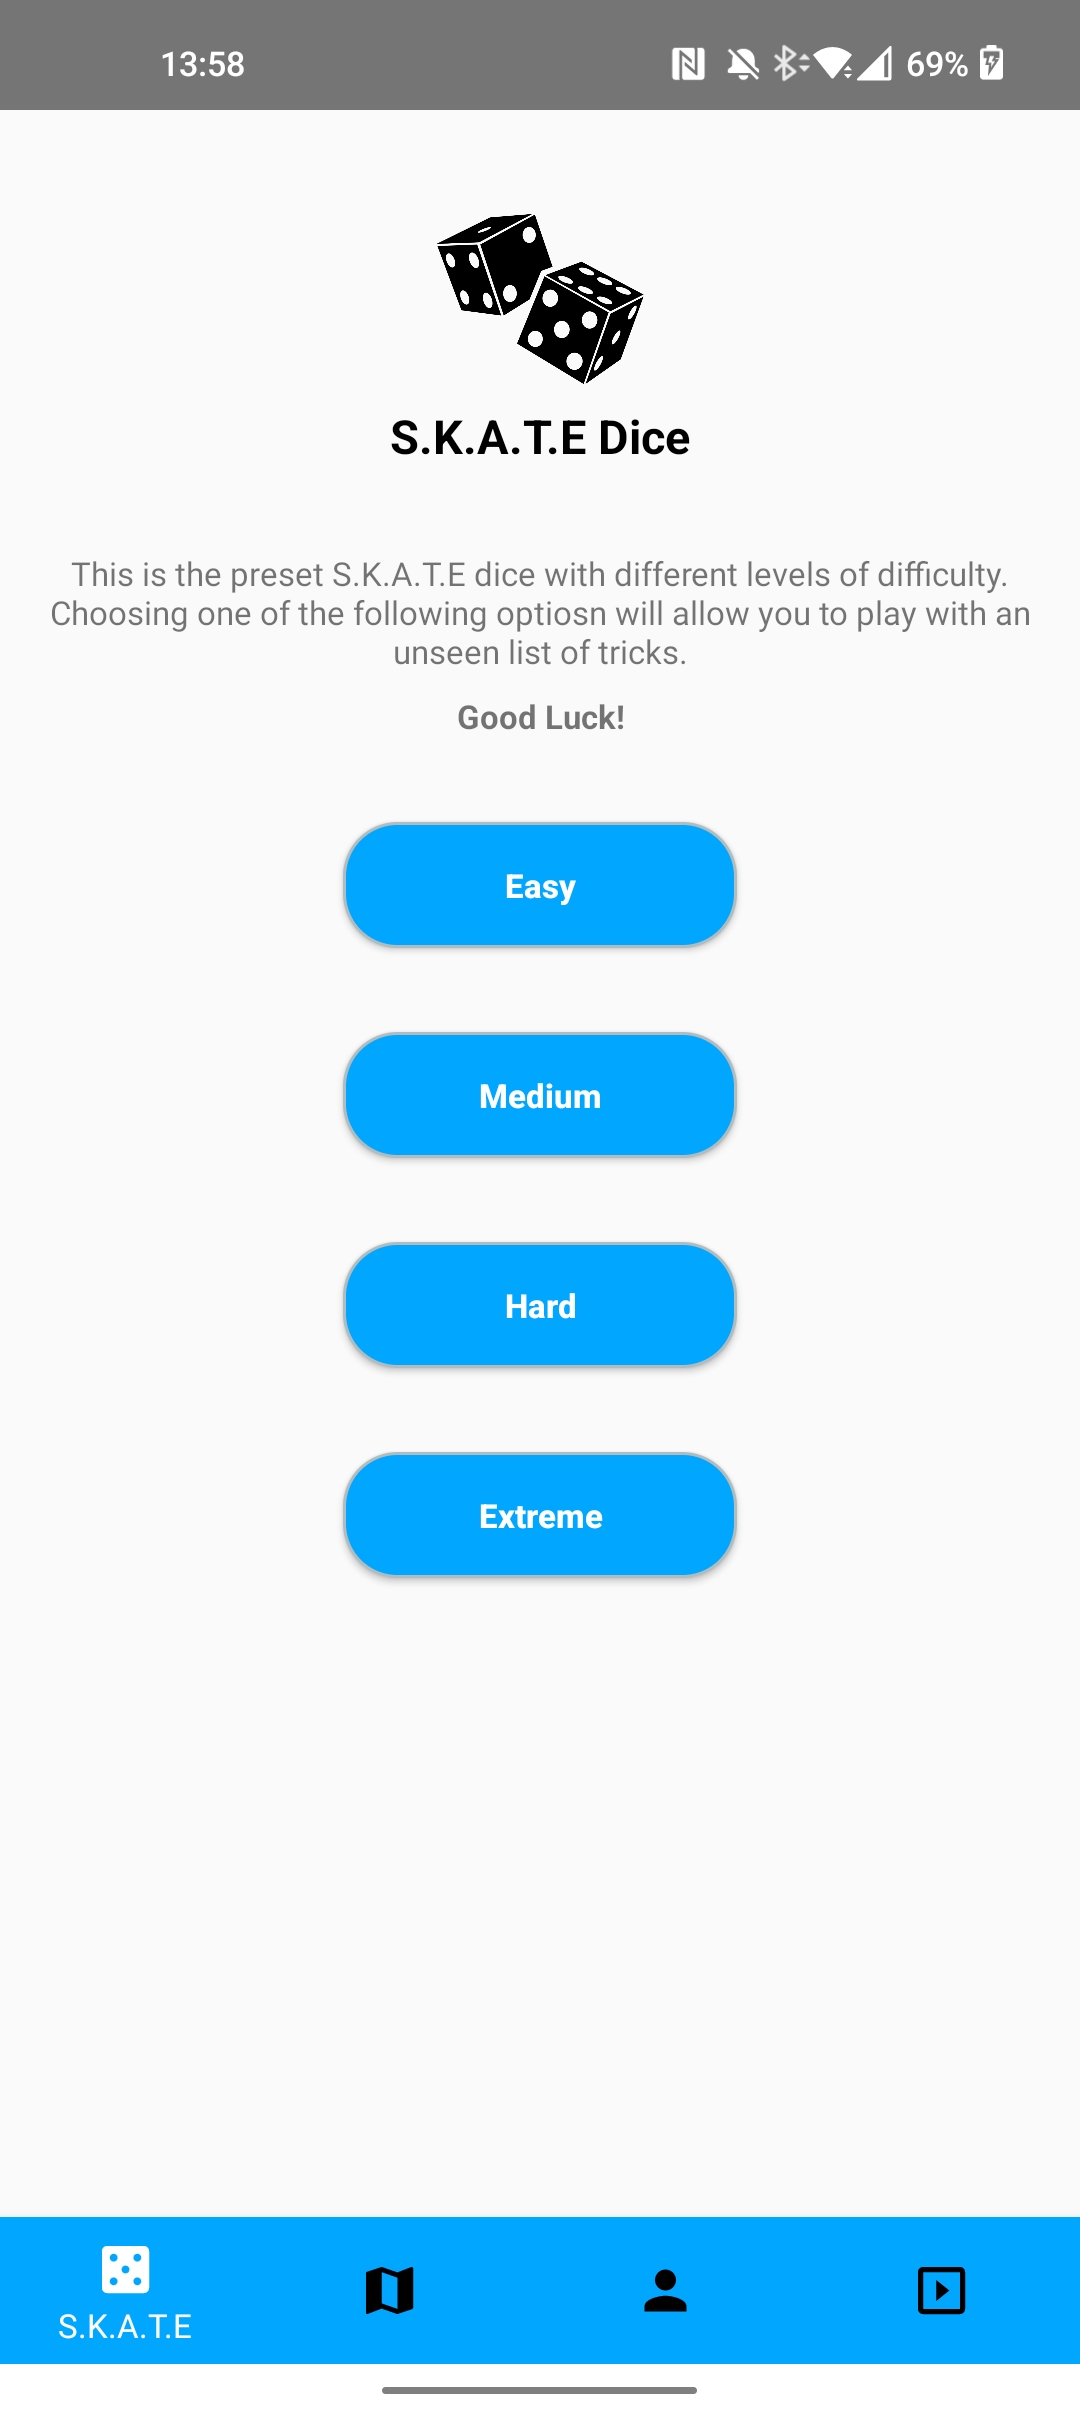 13:58
69%
S.K.A.T.E Dice
This is the preset S.K.A.T.E dice with different levels of difficulty.
Choosing one of the following optiosn will allow you to play with an
unseen list of tricks.
Good Luck!
Easy
Medium
Hard
Extreme
S.K.A.T.E